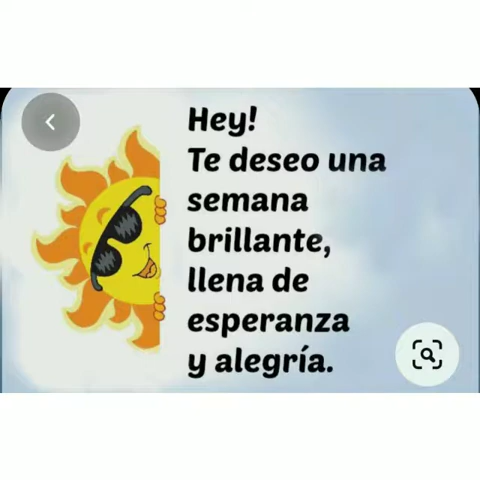 Hey!
Te deseo una
semana
brillante,
llena de
esperanza
y alegría.